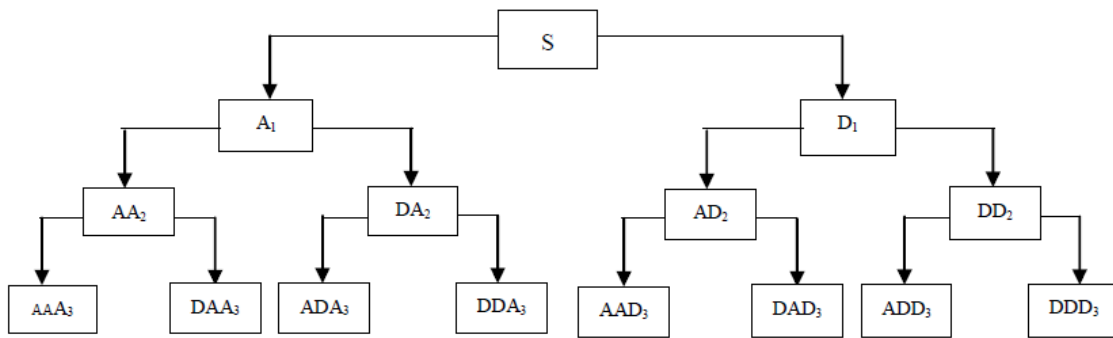 S
A₁
D₁
AA₂
DA₂
AD₂
DD₂
AAA₃
DAA₃
ADA₃
DDA₃
AAD₃
DAD₃
ADD₃
DDD₃